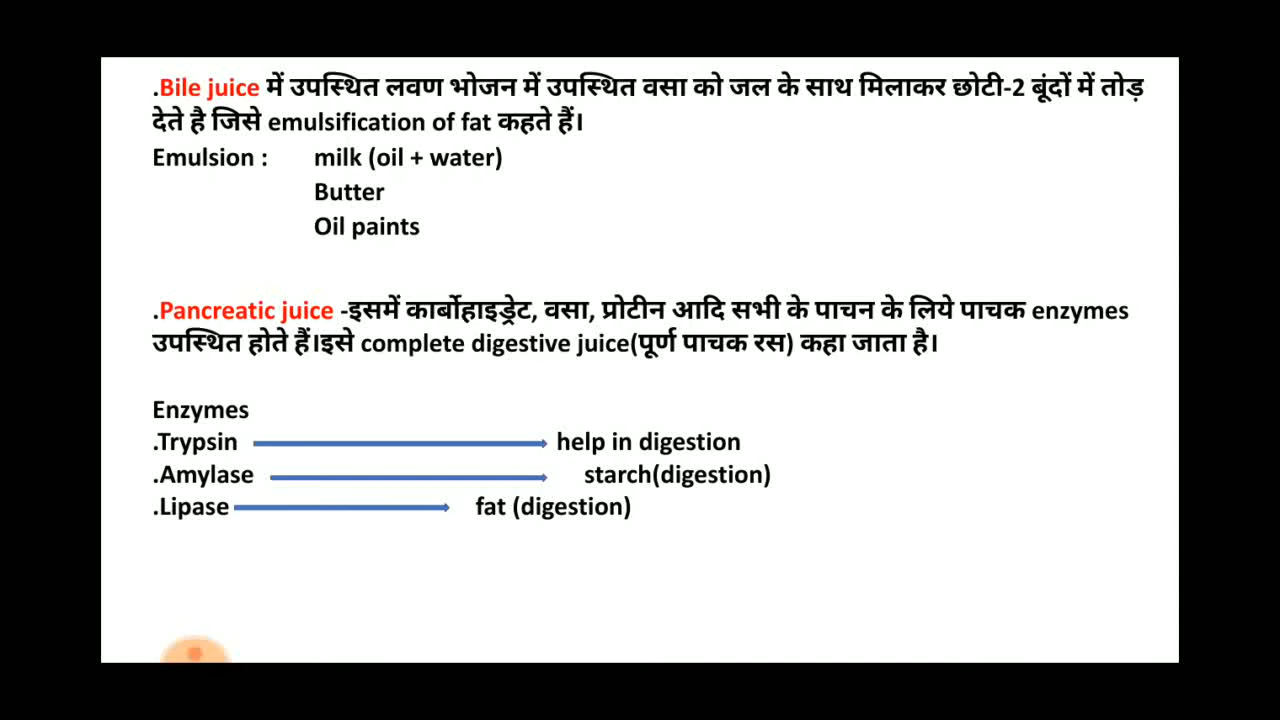 .Bile juice में उपस्थित लवण भोजन में उपस्थित वसा को जल के साथ मिलाकर छोटी-2 बूंदों में तोड़
देते है जिसे emulsification of fat कहते हैं।
Emulsion : milk (oil + water)
Butter
Oil paints
.Pancreatic juice -इसमें कार्बोहाइड्रेट, वसा, प्रोटीन आदि सभी के पाचन के लिये पाचक enzymes
उपस्थित होते हैं।इसे complete digestive juice(पूर्ण पाचक रस) कहा जाता है।
Enzymes
.Trypsin help in digestion
.Amylase starch(digestion)
.Lipase fat (digestion)